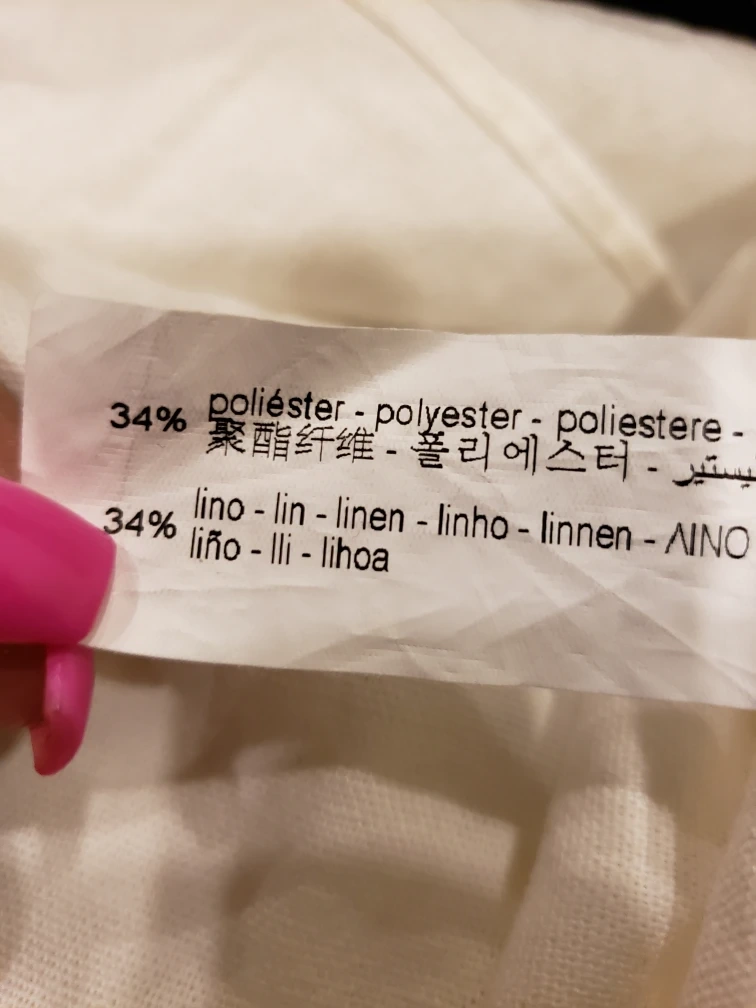 34% poliéster - polyester - poliestere -
聚酯纤维 - 폴리에스터 -
34% lino - lin - linen - linho - linnen - ΛΙΝΟ
liño - lli - lihoa